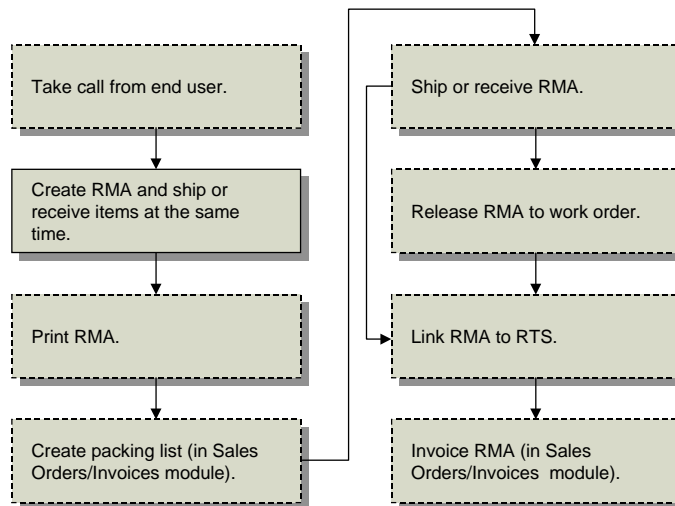 Take call from end user.
Create RMA and ship or
receive items at the same
time.
Print RMA.
Create packing list (in Sales
Orders/Invoices module).
Ship or receive RMA.
Release RMA to work order.
Link RMA to RTS.
Invoice RMA (in Sales
Orders/Invoices module).